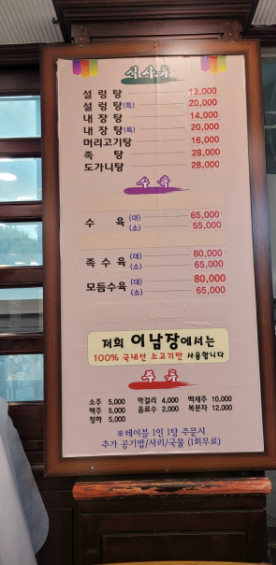 식사류
설렁탕 13,000
설렁탕(특) 20,000
내장탕 14,000
내장탕(특) 20,000
머리고기탕 16,000
족탕 28,000
도가니탕 28,000
수육
수육 (대) 65,000
(소) 55,000
족수육 (대) 80,000
(소) 65,000
모듬수육 (대) 80,000
(소) 65,000
저희 이남장에서는
100% 국내산 소고기만 사용합니다
주류
소주 5,000 막걸리 4,000 백세주 10,000
맥주 5,000 음료수 2,000 복분자 12,000
청하 5,000
※테이블 1인 1탕 주문시
추가 공기밥/사리/국물 (1회무료)